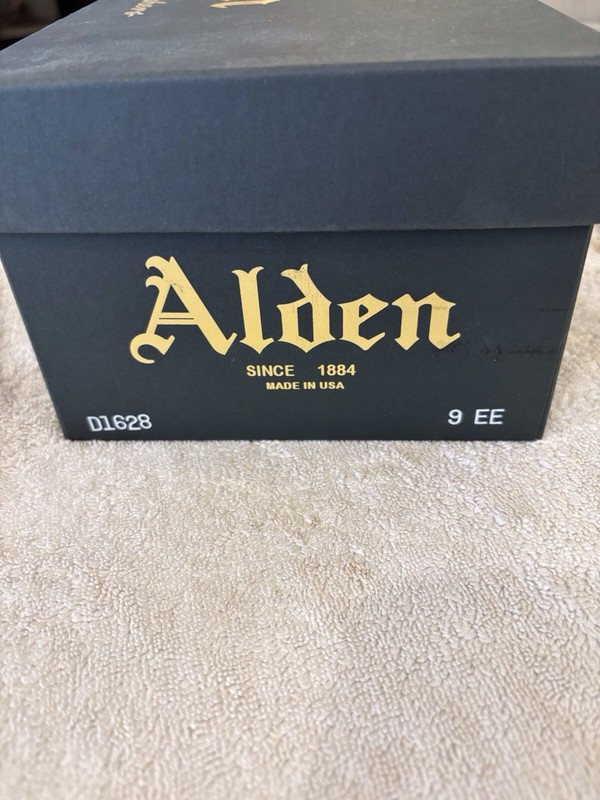 Alden
SINCE 1884
MADE IN USA
D1628
9 EE